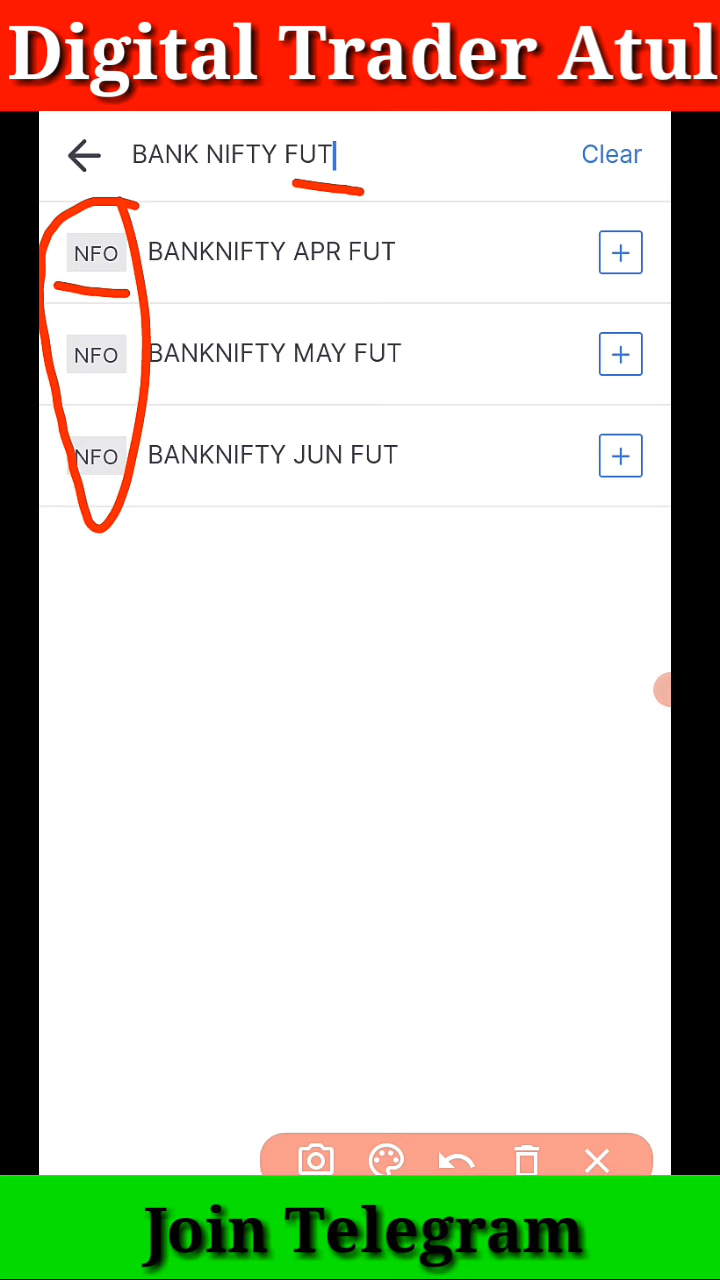 Digital Trader Atul
BANK NIFTY FUT
Clear
NFO BANKNIFTY APR FUT
NFO BANKNIFTY MAY FUT
NFO BANKNIFTY JUN FUT
Join Telegram